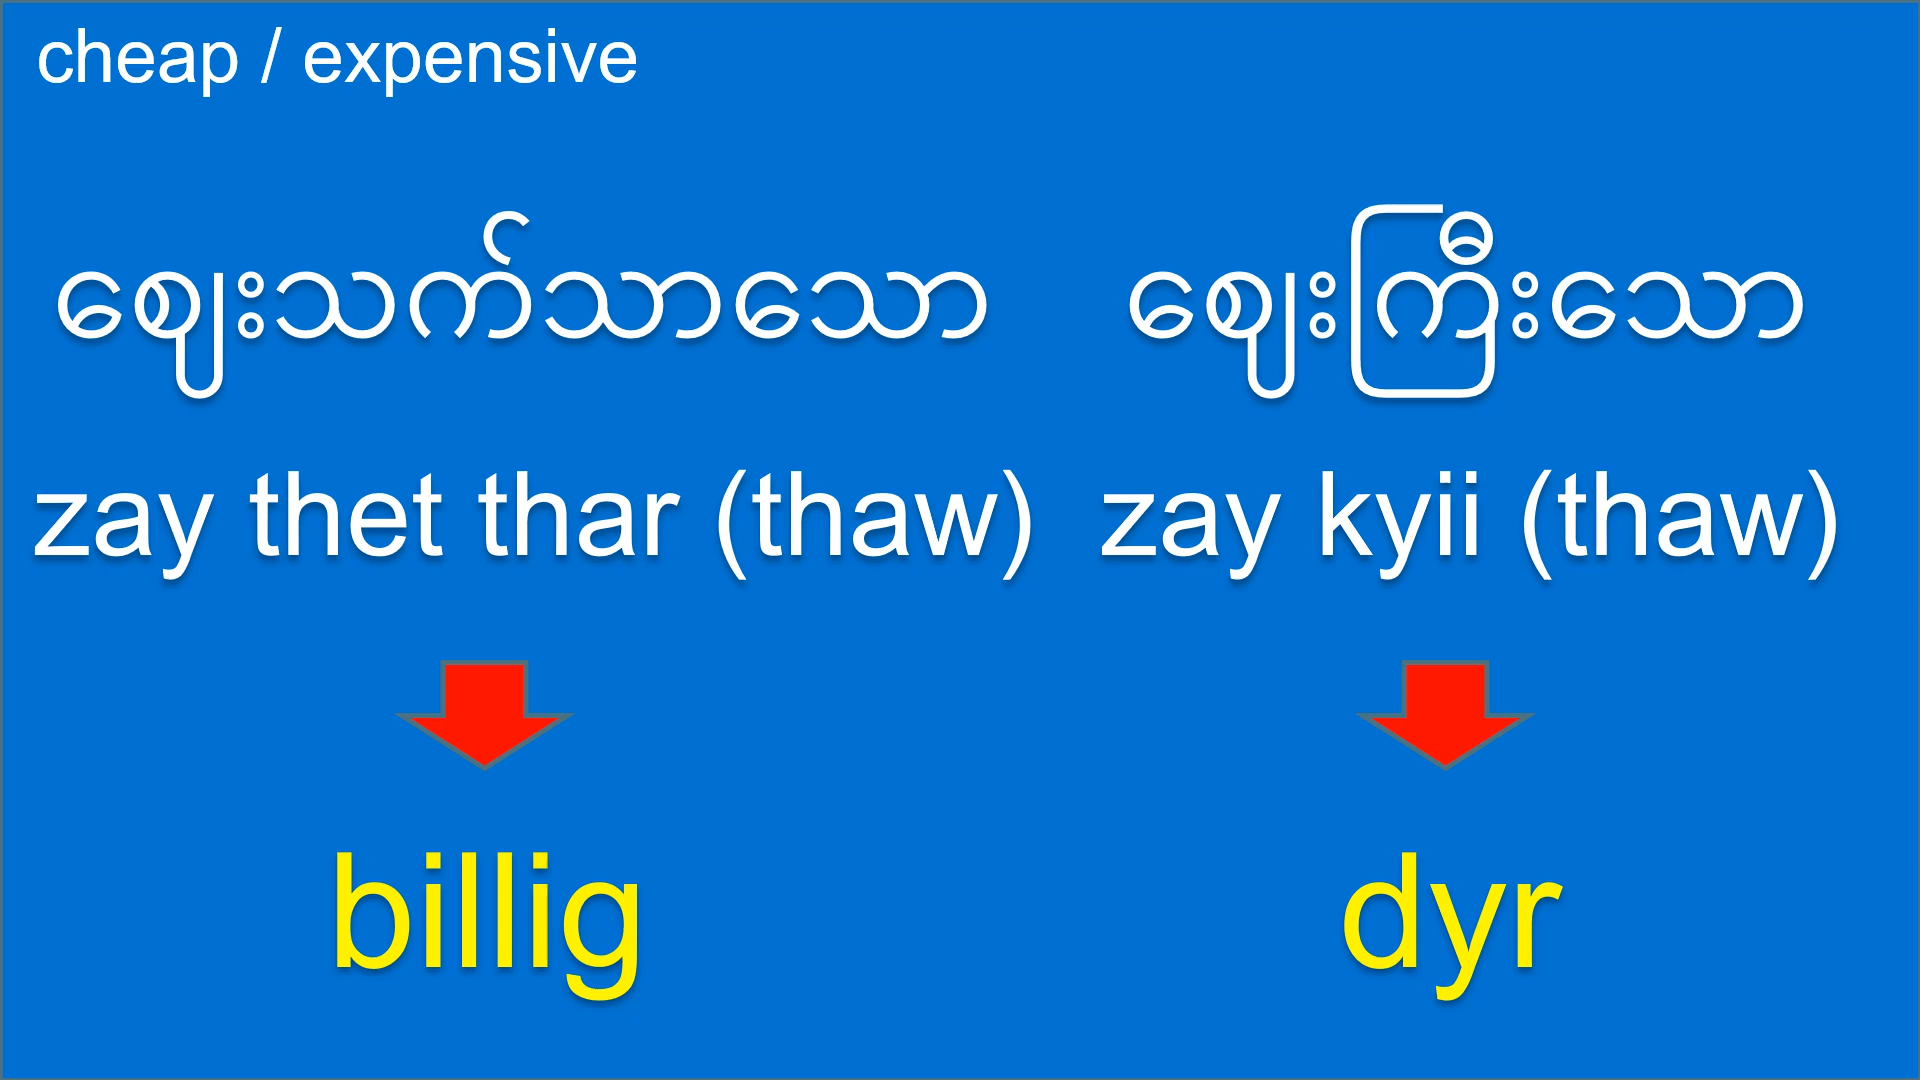 cheap / expensive
ဈေးသက်သာသော ဈေးကြီးသော
zay thet thar (thaw) zay kyii (thaw)
billig dyr